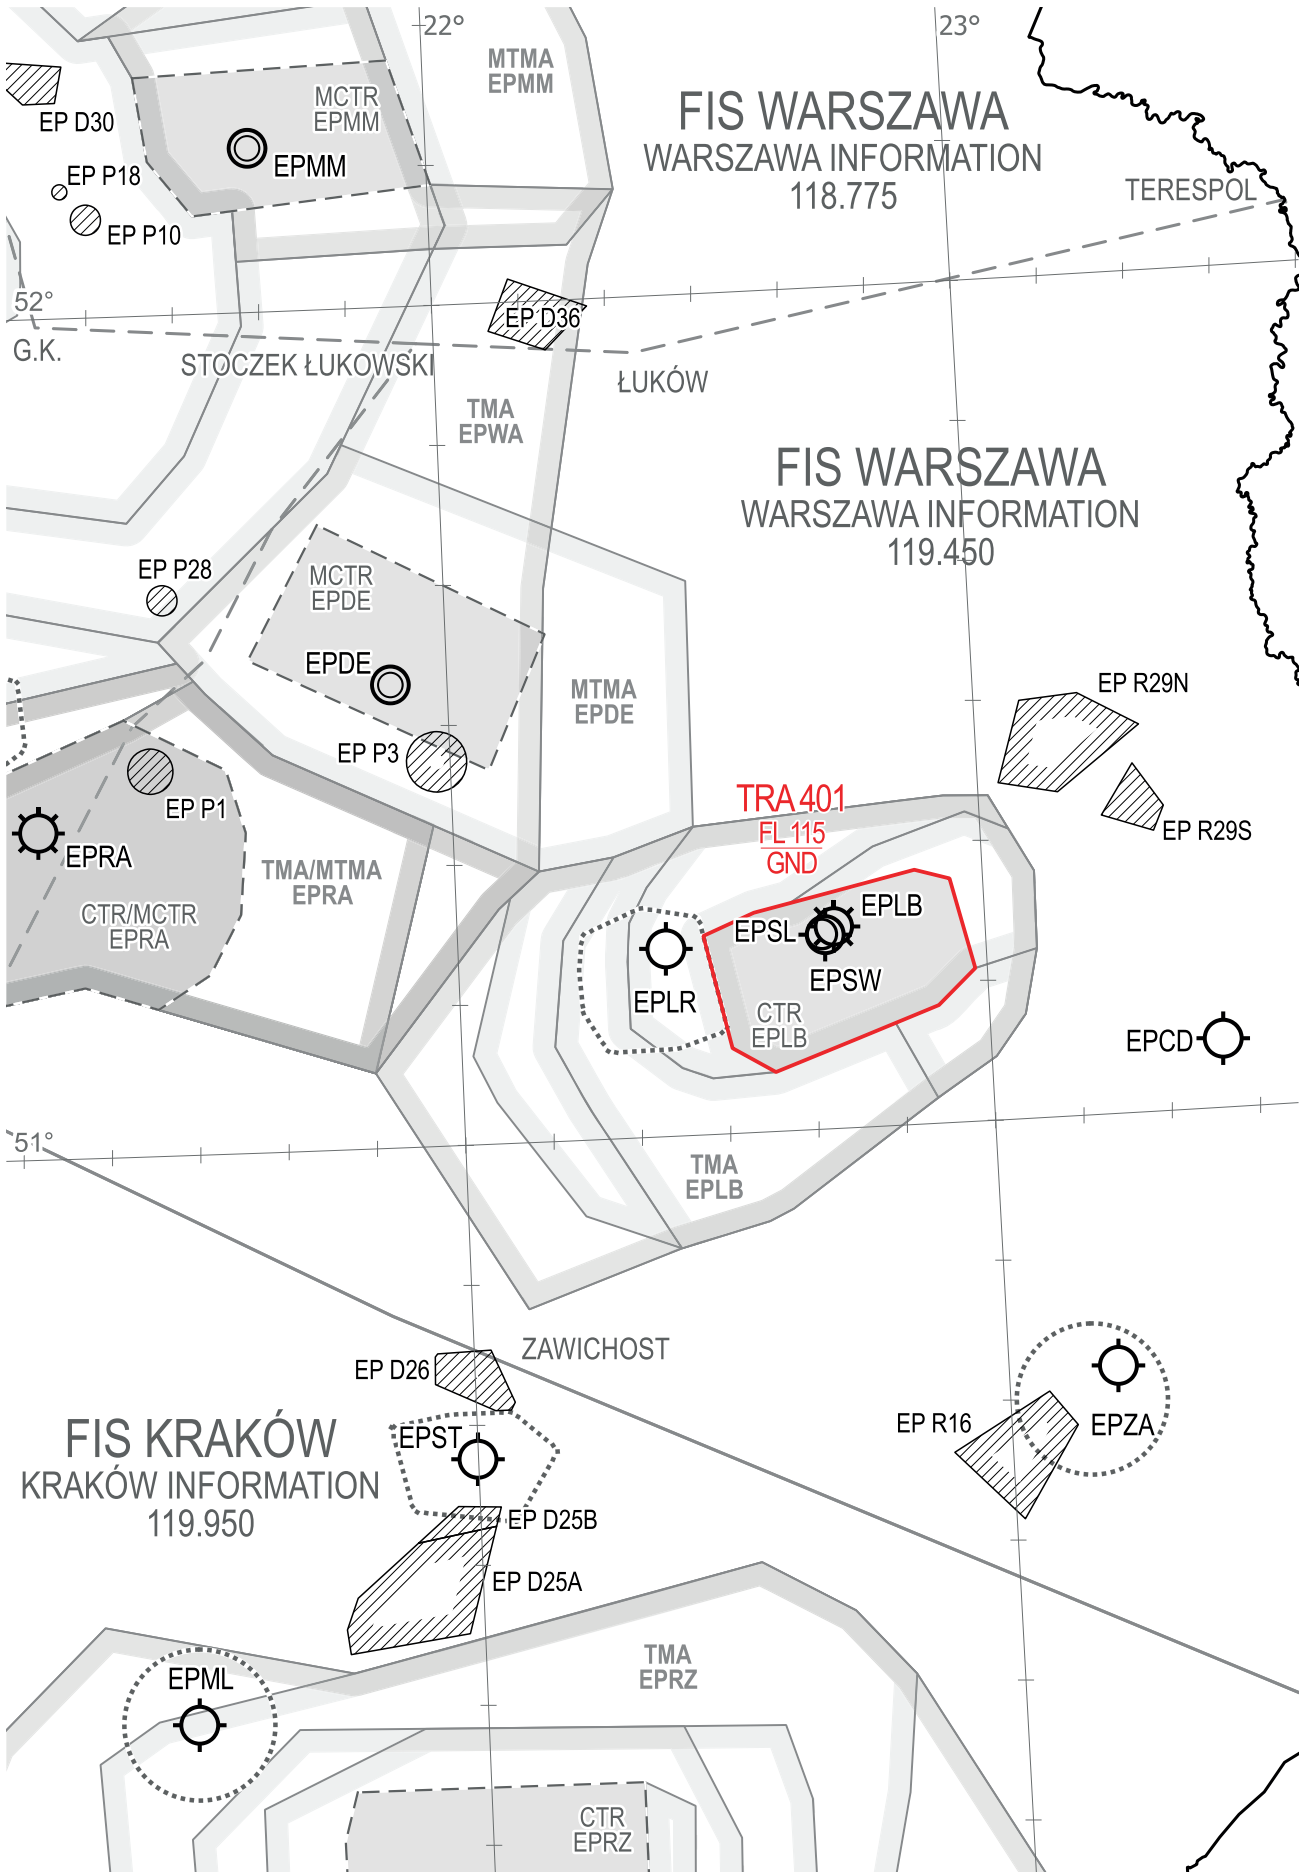 22°
23°
MTMA
EPMM
MCTR
EPMM
EP D30
FIS WARSZAWA
WARSZAWA INFORMATION
118.775
EPMM
EP P18
TERESPOL
EP P10
52°
EP D36
G.K.
STOCZEK ŁUKOWSKI
ŁUKÓW
TMA
EPWA
FIS WARSZAWA
WARSZAWA INFORMATION
119.450
EP P28
MCTR
EPDE
EPDE
MTMA
EPDE
EP R29N
EP P3
TRA 401
FL 115
GND
EP P1
EP R29S
EPRA
TMA/MTMA
EPRA
CTR/MCTR
EPRA
EPLB
EPSL
EPSW
EPLR
CTR
EPLB
EPCD
51°
TMA
EPLB
ZAWICHOST
EP D26
FIS KRAKÓW
KRAKÓW INFORMATION
119.950
EPST
EP R16
EPZA
EP D25B
EP D25A
TMA
EPRZ
EPML
CTR
EPRZ